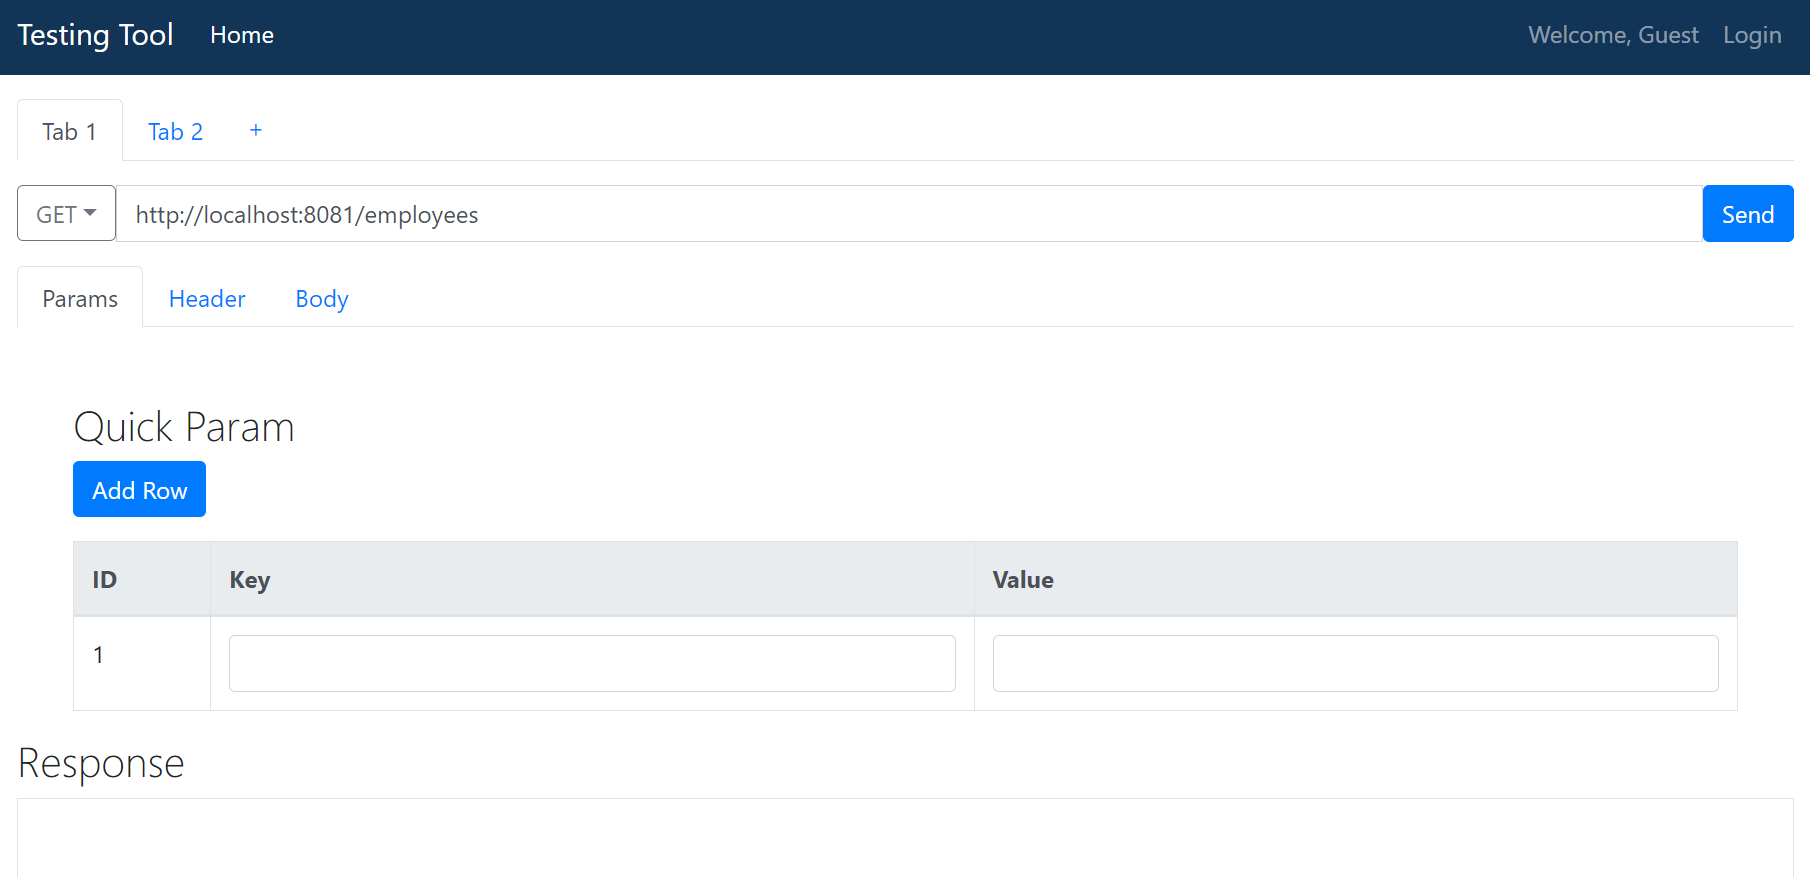 Testing Tool Home Welcome, Guest Login
Tab 1 Tab 2 +
GET http://localhost:8081/employees Send
Params Header Body
Quick Param
Add Row
ID Key Value
1
Response